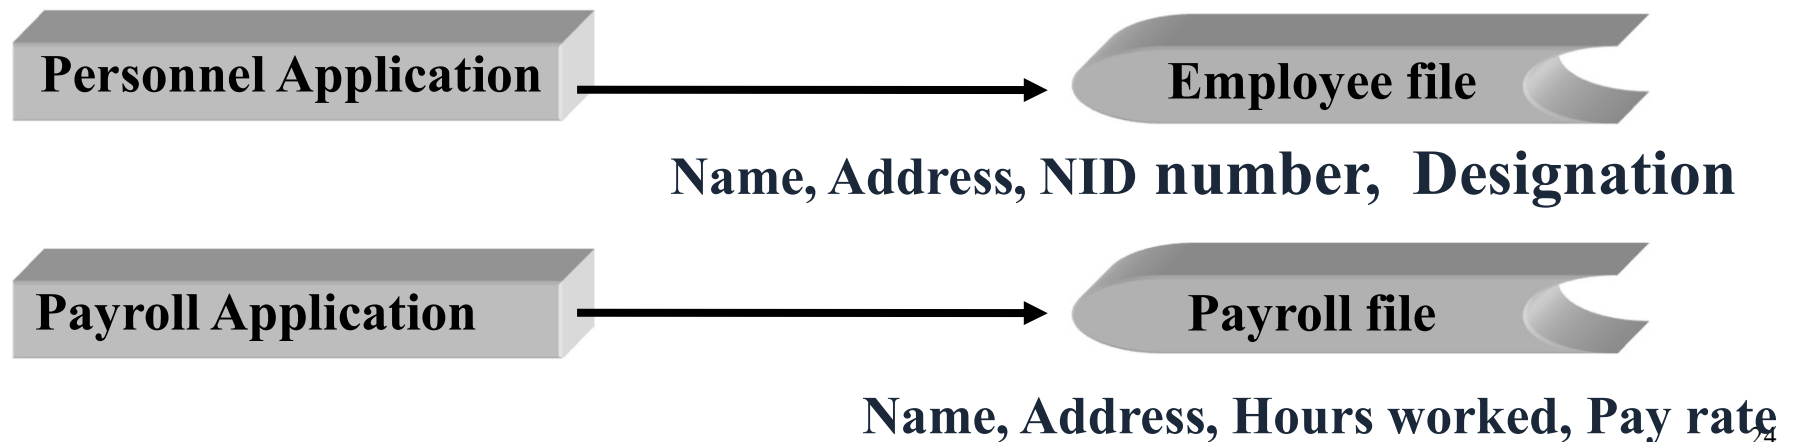 Personnel Application
Employee file
Name, Address, NID number, Designation
Payroll Application
Payroll file
Name, Address, Hours worked, Pay rate
24